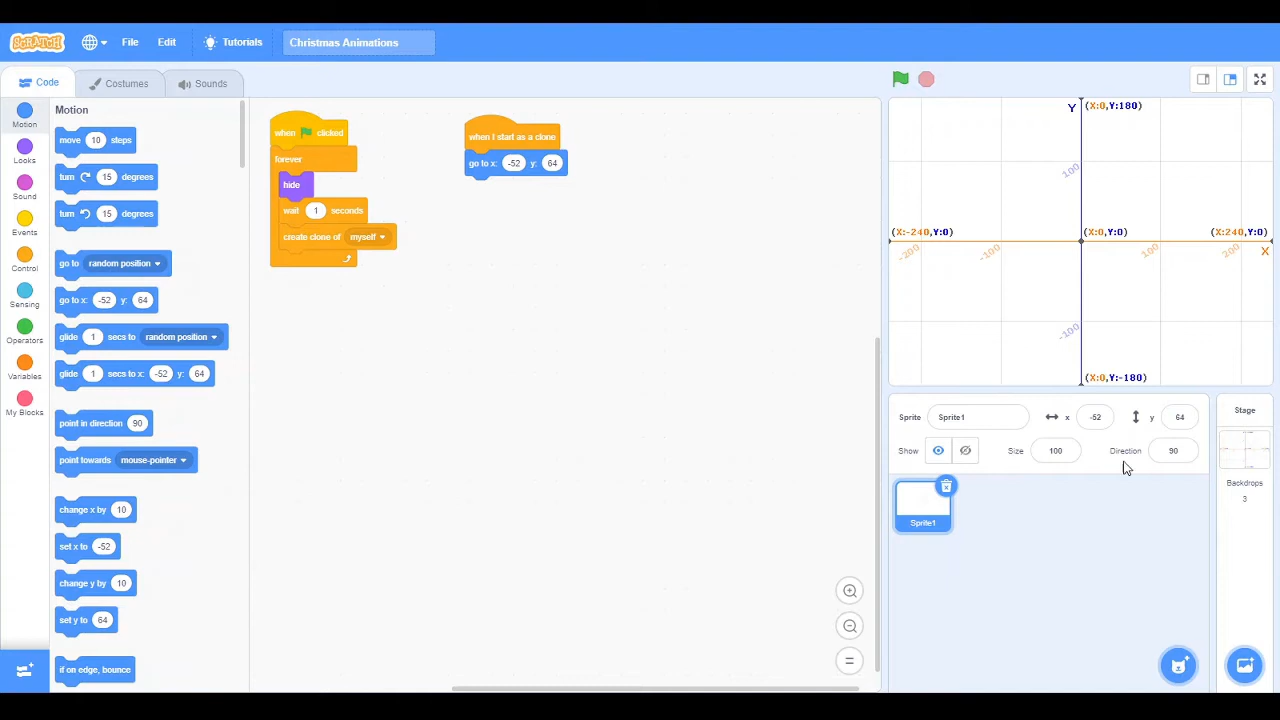 SCRATCH File Edit Tutorials Christmas Animations
Code Costumes Sounds
Motion
Looks
Sound
Events
Control
Sensing
Operators
Variables
My Blocks
Motion
move 10 steps
turn 15 degrees
turn 15 degrees
go to random position
go to x: -52 y: 64
glide 1 secs to random position
glide 1 secs to x: -52 y: 64
point in direction 90
point towards mouse-pointer
change x by 10
set x to -52
change y by 10
set y to 64
if on edge, bounce
when clicked
forever
hide
wait 1 seconds
create clone of myself
when I start as a clone
go to x: -52 y: 64
Y (X:0,Y:180)
100
(X:-240,Y:0) (X:0,Y:0) (X:240,Y:0)
-200 -100 100 200 X
-100
(X:0,Y:-180)
Sprite Sprite1 x -52 y 64
Show Size 100 Direction 90
Sprite1
Stage
Backdrops
3